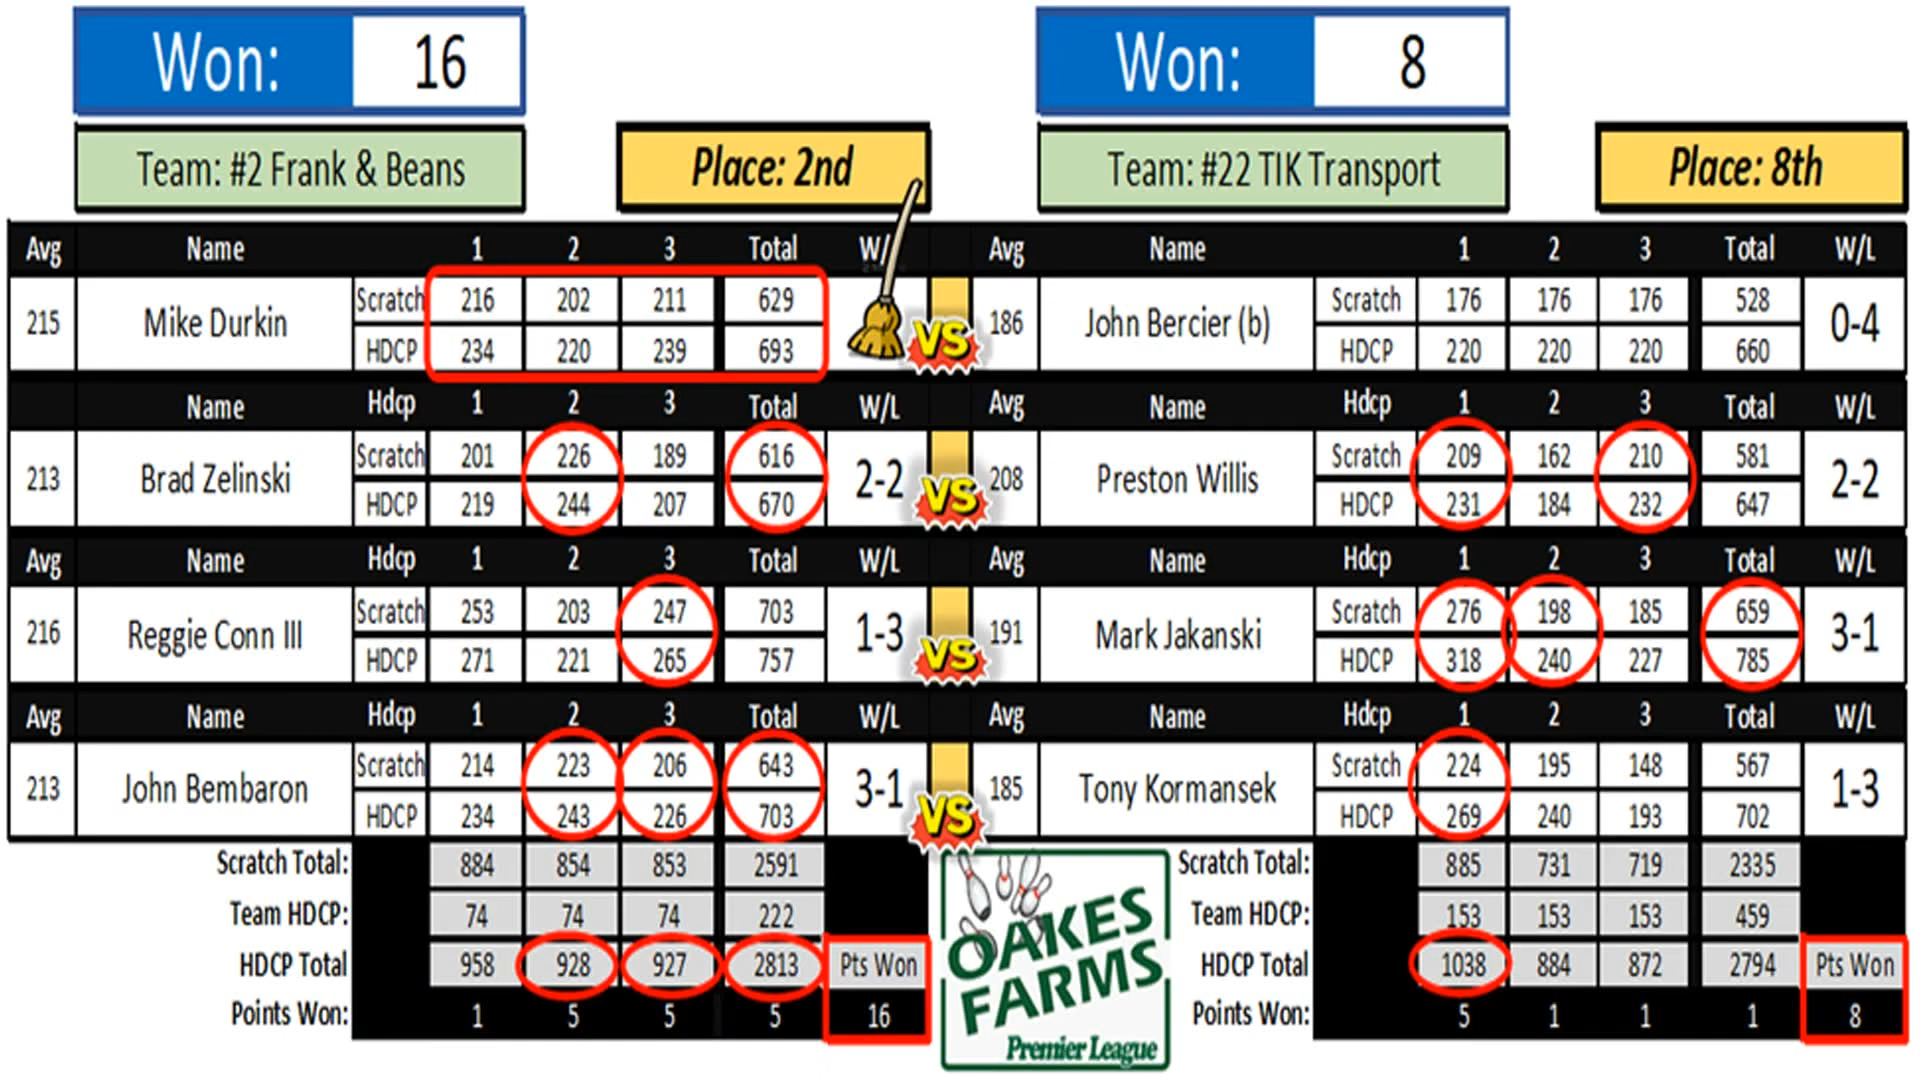 Won: 16 Won: 8
Team: #2 Frank & Beans Place: 2nd Team: #22 TIK Transport Place: 8th
Avg Name 1 2 3 Total W/ Avg Name 1 2 3 Total W/L
215 Mike Durkin Scratch 216 202 211 629 VS 186 John Bercier (b) Scratch 176 176 176 528 0-4
HDCP 234 220 239 693 HDCP 220 220 220 660
Name Hdcp 1 2 3 Total W/L Avg Name Hdcp 1 2 3 Total W/L
213 Brad Zelinski Scratch 201 226 189 616 2-2 VS 208 Preston Willis Scratch 209 162 210 581 2-2
HDCP 219 244 207 670 HDCP 231 184 232 647
Avg Name Hdcp 1 2 3 Total W/L Avg Name Hdcp 1 2 3 Total W/L
216 Reggie Conn III Scratch 253 203 247 703 1-3 VS 191 Mark Jakanski Scratch 276 198 185 659 3-1
HDCP 271 221 265 757 HDCP 318 240 227 785
Avg Name Hdcp 1 2 3 Total W/L Avg Name Hdcp 1 2 3 Total W/L
213 John Bembaron Scratch 214 223 206 643 3-1 VS 185 Tony Kormansek Scratch 224 195 148 567 1-3
HDCP 234 243 226 703 HDCP 269 240 193 702
Scratch Total: 884 854 853 2591 Scratch Total: 885 731 719 2335
Team HDCP: 74 74 74 222 Team HDCP: 153 153 153 459
HDCP Total 958 928 927 2813 Pts Won HDCP Total 1038 884 872 2794 Pts Won
Points Won: 1 5 5 5 16 Points Won: 5 1 1 1 8
OAKES
FARMS
Premier League